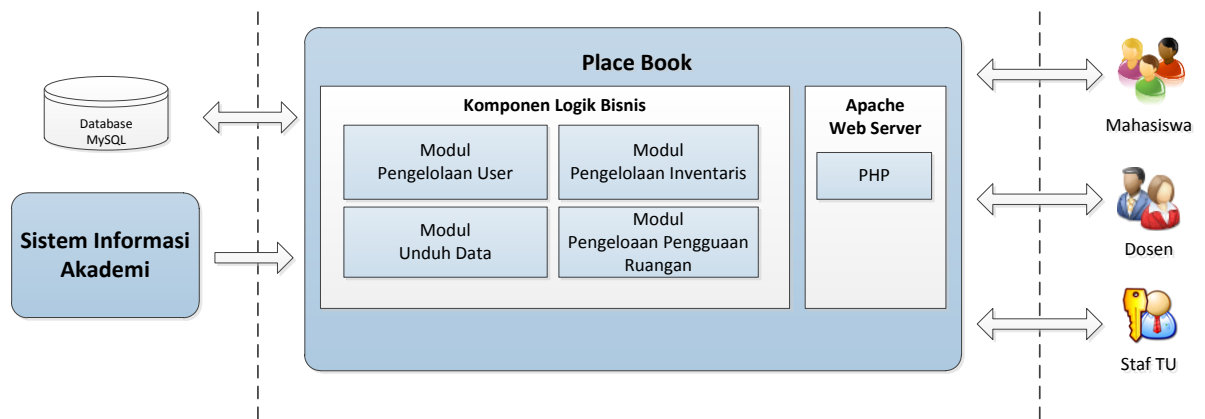 Place Book
Komponen Logik Bisnis
Apache
Web Server
Database
MySQL
Modul
Pengelolaan User
Modul
Pengelolaan Inventaris
PHP
Mahasiswa
Sistem Informasi
Akademi
Modul
Unduh Data
Modul
Pengeloaan Pengguaan
Ruangan
Dosen
Staf TU